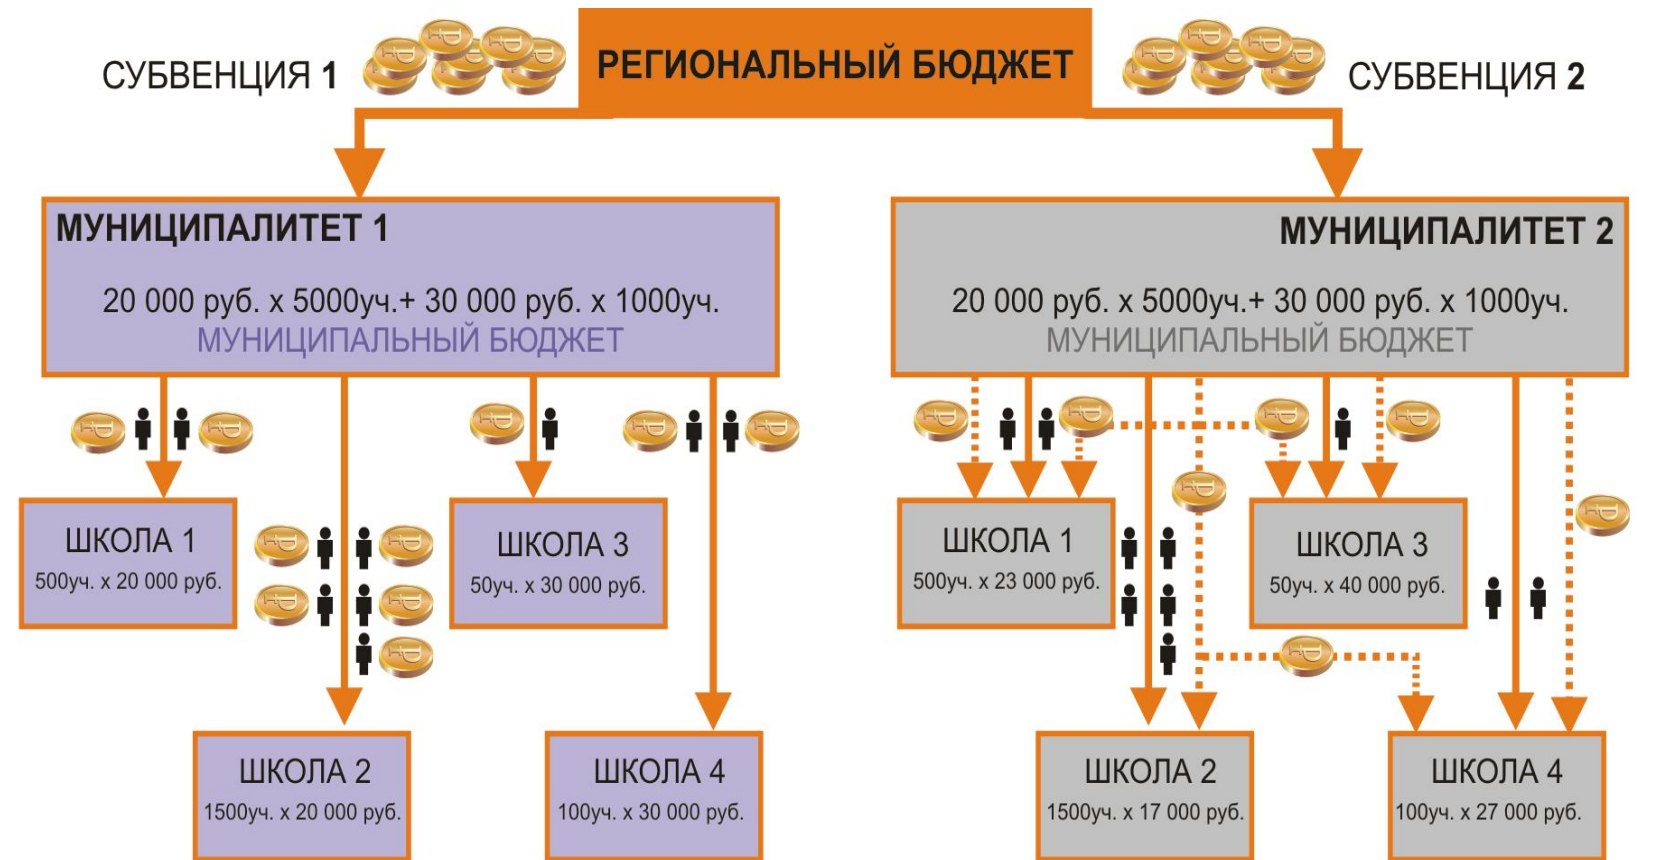 СУБВЕНЦИЯ 1
РЕГИОНАЛЬНЫЙ БЮДЖЕТ
СУБВЕНЦИЯ 2
МУНИЦИПАЛИТЕТ 1
20 000 руб. х 5000уч.+ 30 000 руб. х 1000уч.
МУНИЦИПАЛЬНЫЙ БЮДЖЕТ
МУНИЦИПАЛИТЕТ 2
20 000 руб. х 5000уч.+ 30 000 руб. х 1000уч.
МУНИЦИПАЛЬНЫЙ БЮДЖЕТ
ШКОЛА 1
500уч. х 20 000 руб.
ШКОЛА 3
50уч. х 30 000 руб.
ШКОЛА 1
500уч. х 23 000 руб.
ШКОЛА 3
50уч. х 40 000 руб.
ШКОЛА 2
1500уч. х 20 000 руб.
ШКОЛА 4
100уч. х 30 000 руб.
ШКОЛА 2
1500уч. х 17 000 руб.
ШКОЛА 4
100уч. х 27 000 руб.